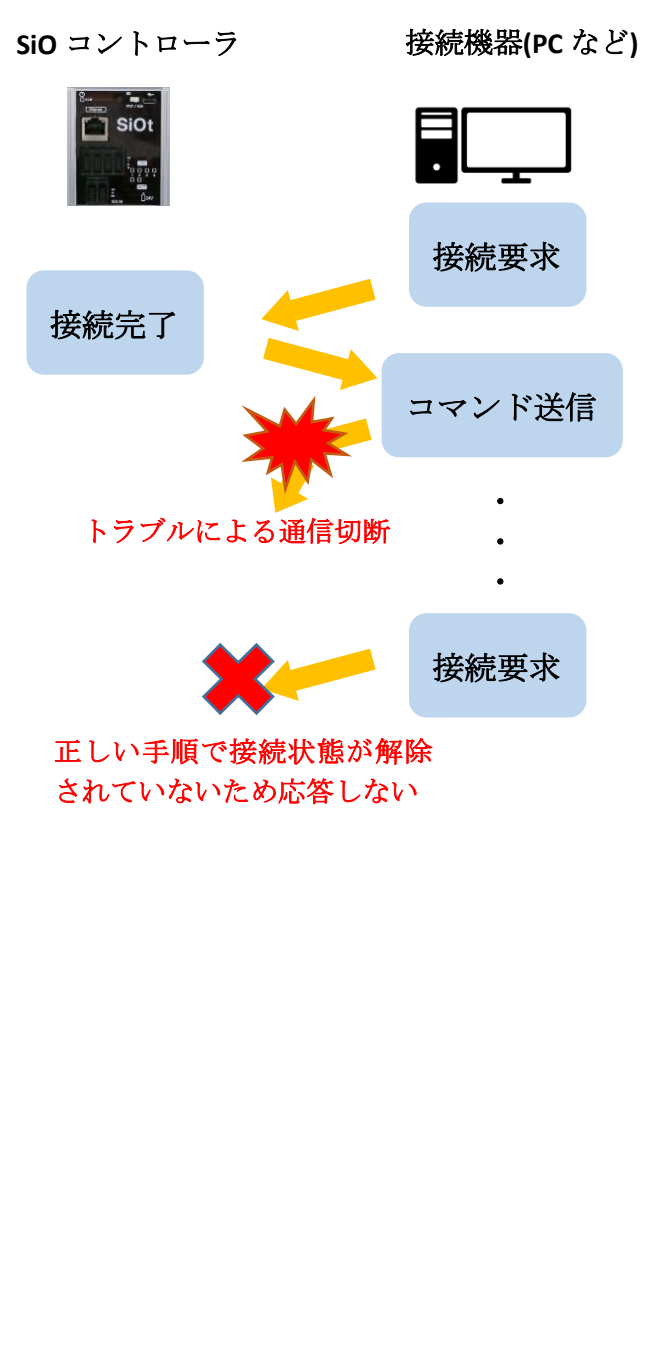 SiO コントローラ
接続機器(PC など)
SiOt
接続要求
接続完了
コマンド送信
トラブルによる通信切断
・
・
・
接続要求
正しい手順で接続状態が解除
されていないため応答しない